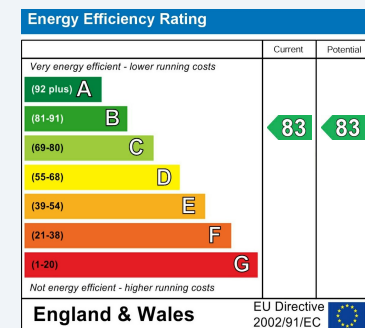 Energy Efficiency Rating
Current Potential
Very energy efficient - lower running costs
(92 plus) A
(81-91) B
83 83
(69-80) C
(55-68) D
(39-54) E
(21-38) F
(1-20) G
Not energy efficient - higher running costs
England & Wales
EU Directive
2002/91/EC